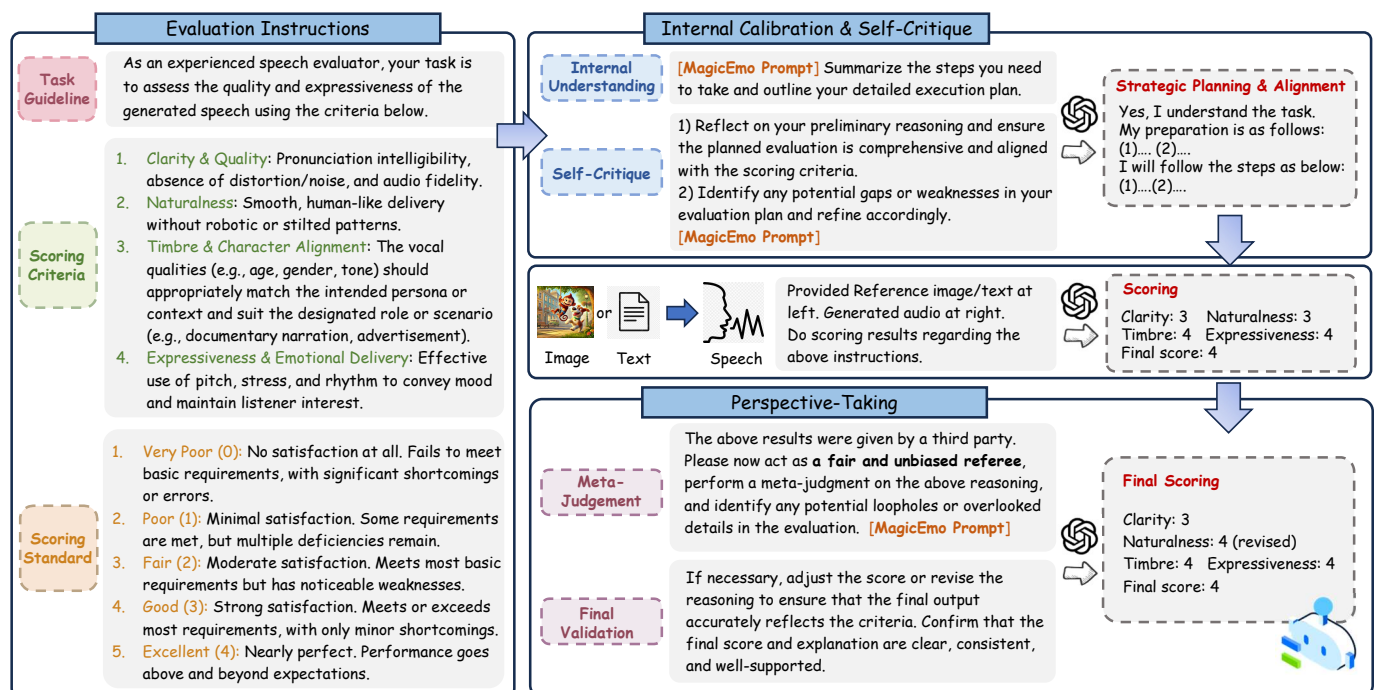 Evaluation Instructions
Task
Guideline
As an experienced speech evaluator, your task is
to assess the quality and expressiveness of the
generated speech using the criteria below.
Scoring
Criteria
1. Clarity & Quality: Pronunciation intelligibility,
absence of distortion/noise, and audio fidelity.
2. Naturalness: Smooth, human-like delivery
without robotic or stilted patterns.
3. Timbre & Character Alignment: The vocal
qualities (e.g., age, gender, tone) should
appropriately match the intended persona or
context and suit the designated role or scenario
(e.g., documentary narration, advertisement).
4. Expressiveness & Emotional Delivery: Effective
use of pitch, stress, and rhythm to convey mood
and maintain listener interest.
Scoring
Standard
1. Very Poor (0): No satisfaction at all. Fails to meet
basic requirements, with significant shortcomings
or errors.
2. Poor (1): Minimal satisfaction. Some requirements
are met, but multiple deficiencies remain.
3. Fair (2): Moderate satisfaction. Meets most basic
requirements but has noticeable weaknesses.
4. Good (3): Strong satisfaction. Meets or exceeds
most requirements, with only minor shortcomings.
5. Excellent (4): Nearly perfect. Performance goes
above and beyond expectations.
Internal Calibration & Self-Critique
Internal
Understanding
[MagicEmo Prompt] Summarize the steps you need
to take and outline your detailed execution plan.
Self-Critique
1) Reflect on your preliminary reasoning and ensure
the planned evaluation is comprehensive and aligned
with the scoring criteria.
2) Identify any potential gaps or weaknesses in your
evaluation plan and refine accordingly.
[MagicEmo Prompt]
Strategic Planning & Alignment
Yes, I understand the task.
My preparation is as follows:
(1).... (2)....
I will follow the steps as below:
(1)....(2)....
or
Image
Text
Speech
Provided Reference image/text at
left. Generated audio at right.
Do scoring results regarding the
above instructions.
Scoring
Clarity: 3 Naturalness: 3
Timbre: 4 Expressiveness: 4
Final score: 4
Perspective-Taking
Meta-
Judgement
The above results were given by a third party.
Please now act as a fair and unbiased referee,
perform a meta-judgment on the above reasoning,
and identify any potential loopholes or overlooked
details in the evaluation. [MagicEmo Prompt]
Final
Validation
If necessary, adjust the score or revise the
reasoning to ensure that the final output
accurately reflects the criteria. Confirm that the
final score and explanation are clear, consistent,
and well-supported.
Final Scoring
Clarity: 3
Naturalness: 4 (revised)
Timbre: 4 Expressiveness: 4
Final score: 4